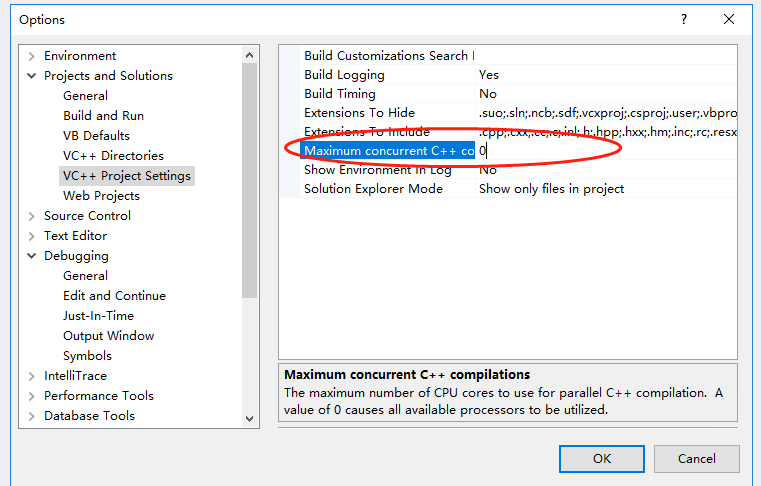 Options
Environment
Projects and Solutions
General
Build and Run
VB Defaults
VC++ Directories
VC++ Project Settings
Web Projects
Source Control
Text Editor
Debugging
General
Edit and Continue
Just-In-Time
Output Window
Symbols
IntelliTrace
Performance Tools
Database Tools
Build Customizations Search
Build Logging Yes
Build Timing No
Extensions To Hide .suo;.sln;.ncb;.sdf;.vcxproj;.csproj;.user;.vbpro
Extensions To Include .cpp;.cxx;.cc;.c;.inl;.h;.hpp;.hxx;.hm;.inc;.rc;.resx
Maximum concurrent C++ co 0
Show Environment In Log No
Solution Explorer Mode Show only files in project
Maximum concurrent C++ compilations
The maximum number of CPU cores to use for parallel C++ compilation. A
value of 0 causes all available processors to be utilized.
OK Cancel